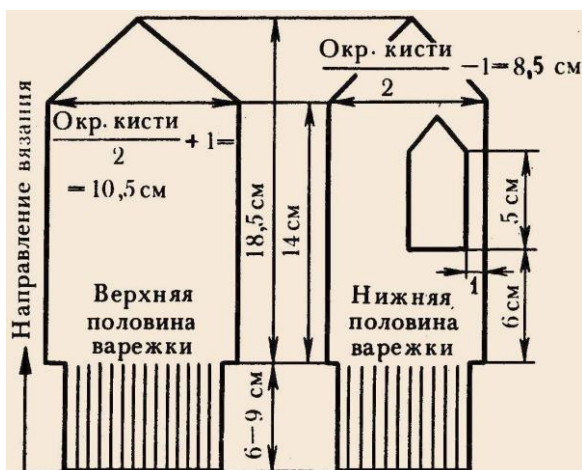 Направление вязания
Окр. кисти
2
+ 1=
= 10,5 см
Верхняя
половина
варежки
18,5 см
14 см
6—9 см
Окр. кисти
2
—1=8,5 см
5 см
1
6 см
Нижняя
половина
варежки